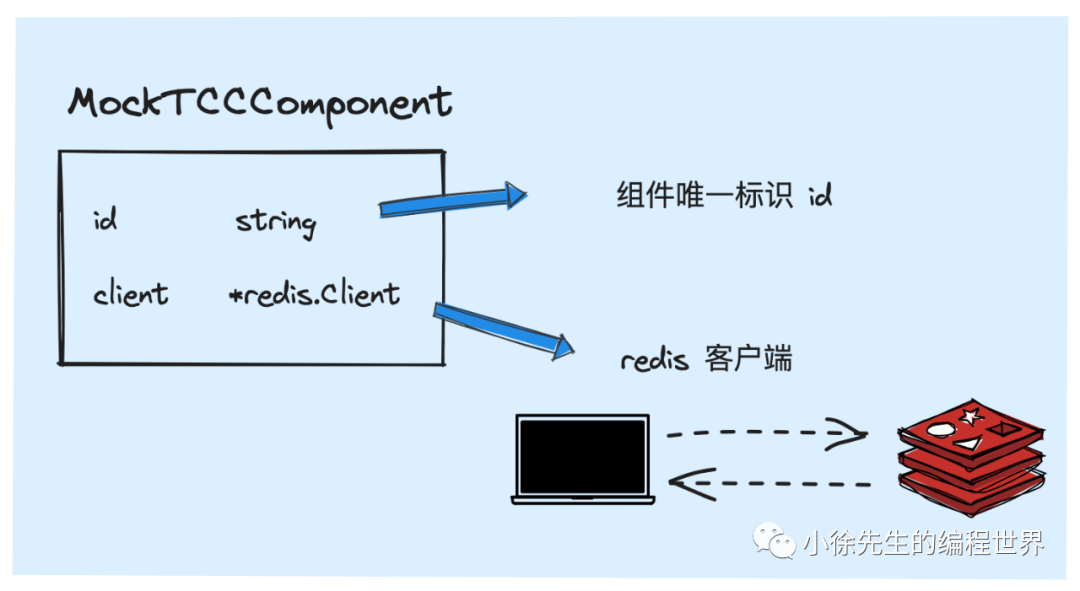 MockTCCComponent
id string
组件唯一标识 id
client *redis.Client
redis 客户端
小徐先生的编程世界